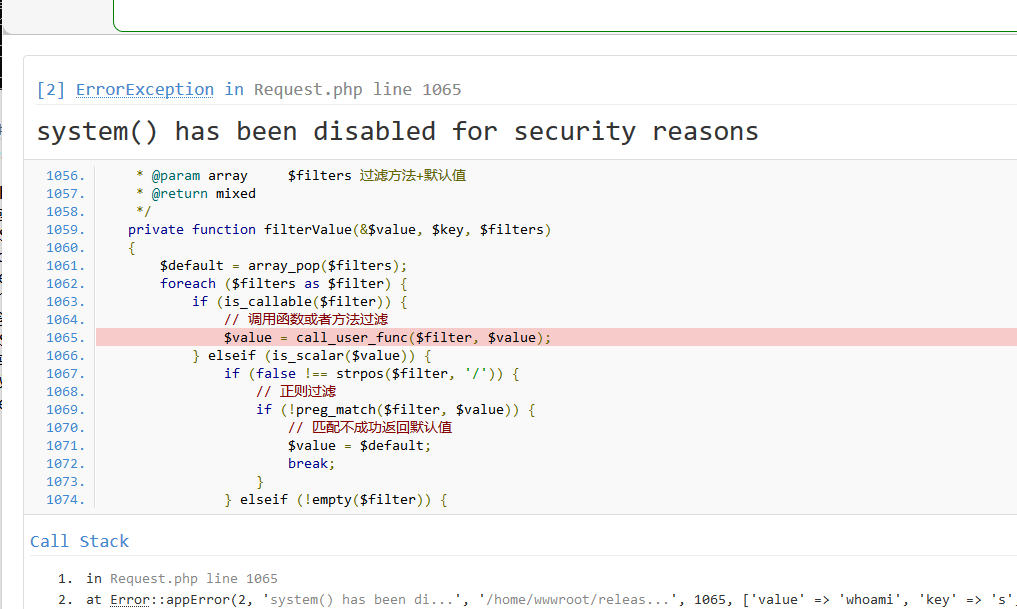 [2] ErrorException in Request.php line 1065
system() has been disabled for security reasons
1056. * @param array $filters 过滤方法+默认值
1057. * @return mixed
1058. */
1059. private function filterValue(&$value, $key, $filters)
1060. {
1061. $default = array_pop($filters);
1062. foreach ($filters as $filter) {
1063. if (is_callable($filter)) {
1064. // 调用函数或者方法过滤
1065. $value = call_user_func($filter, $value);
1066. } elseif (is_scalar($value)) {
1067. if (false !== strpos($filter, '/')) {
1068. // 正则过滤
1069. if (!preg_match($filter, $value)) {
1070. // 匹配不成功返回默认值
1071. $value = $default;
1072. break;
1073. }
1074. } elseif (!empty($filter)) {
Call Stack
1. in Request.php line 1065
2. at Error::appError(2, 'system() has been di...', '/home/wwwroot/releas...', 1065, ['value' => 'whoami', 'key' => 's'